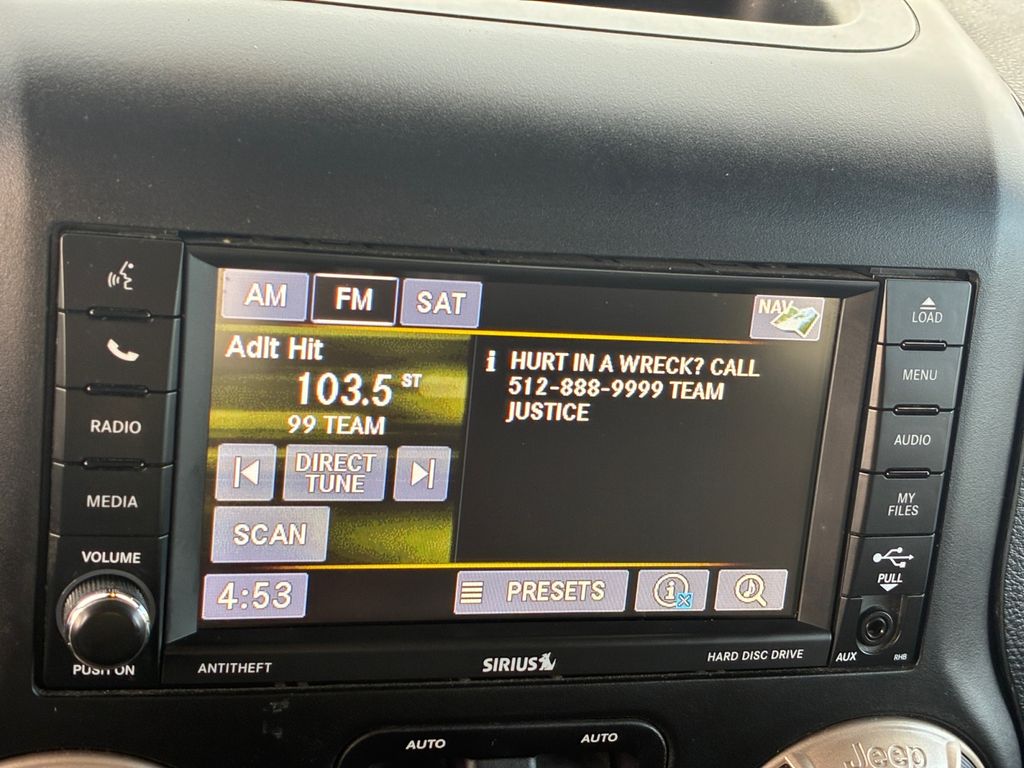 AM
FM
SAT
NAV
LOAD
Adlt Hit
103.5 ST
99 TEAM
i HURT IN A WRECK? CALL
512-888-9999 TEAM
JUSTICE
MENU
RADIO
DIRECT
TUNE
AUDIO
MEDIA
SCAN
MY
FILES
VOLUME
4:53
PRESETS
i
PULL
PUSH ON
ANTITHEFT
SIRIUS
HARD DISC DRIVE
AUX
RHB
AUTO
AUTO
Jeep